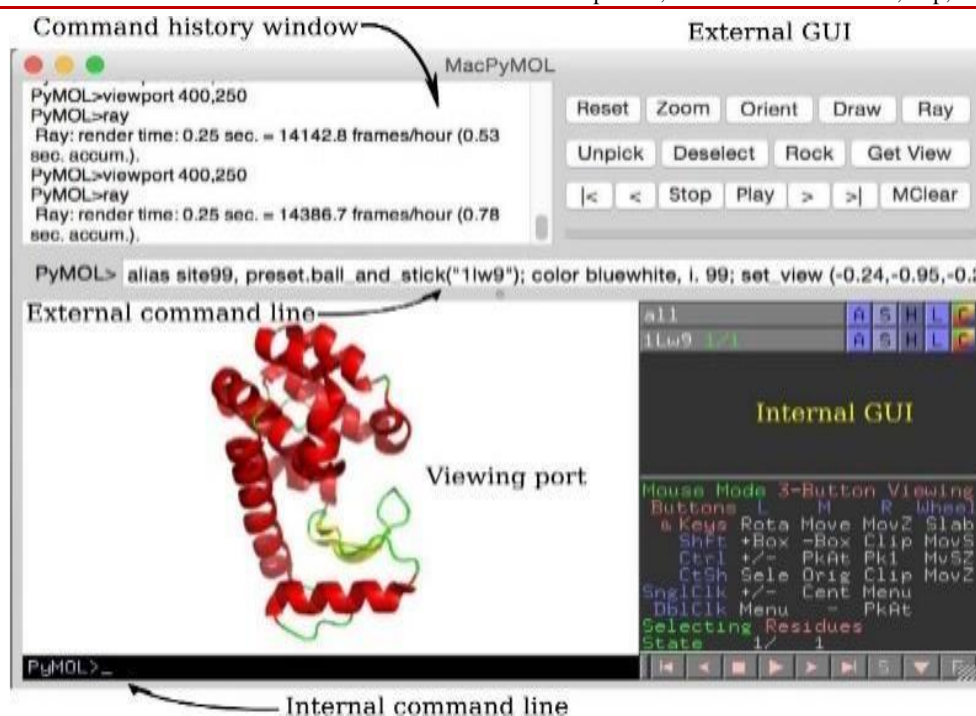 Command history window
External GUI
MacPyMOL
PyMOL>viewport 400,250
PyMOL>ray
Ray: render time: 0.25 sec. = 14142.8 frames/hour (0.53
sec. accum.).
PyMOL>viewport 400,250
PyMOL>ray
Ray: render time: 0.25 sec. = 14386.7 frames/hour (0.78
sec. accum.).
Reset Zoom Orient Draw Ray
Unpick Deselect Rock Get View
|< < Stop Play > >| MClear
PyMOL> alias site99, preset.ball_and_stick("1lw9"); color bluewhite, i. 99; set_view (-0.24,-0.95,-0.2
External command line
all A S H L C
1Lw9 1/1 A S H L C
Internal GUI
Viewing port
Mouse Mode 3-Button Viewing
Buttons L M R Wheel
& Keys Rota Move MovZ Slab
Shft +Box -Box Clip MovS
Ctrl +/- PkAt Pk1 MvSZ
CtSh Sele Orig Clip MovZ
SnglClk +/- Cent Menu
DblClk Menu - PkAt
Selecting Residues
State 1/ 1
PyMOL>_
S F
Internal command line